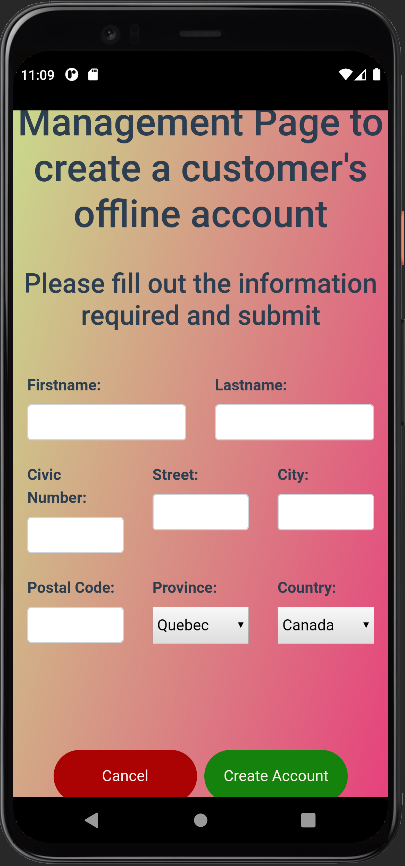 11:09
Management Page to
create a customer's
offline account
Please fill out the information
required and submit
Firstname: Lastname:
Civic
Number:
Street: City:
Postal Code: Province: Country:
Quebec Canada
Cancel Create Account